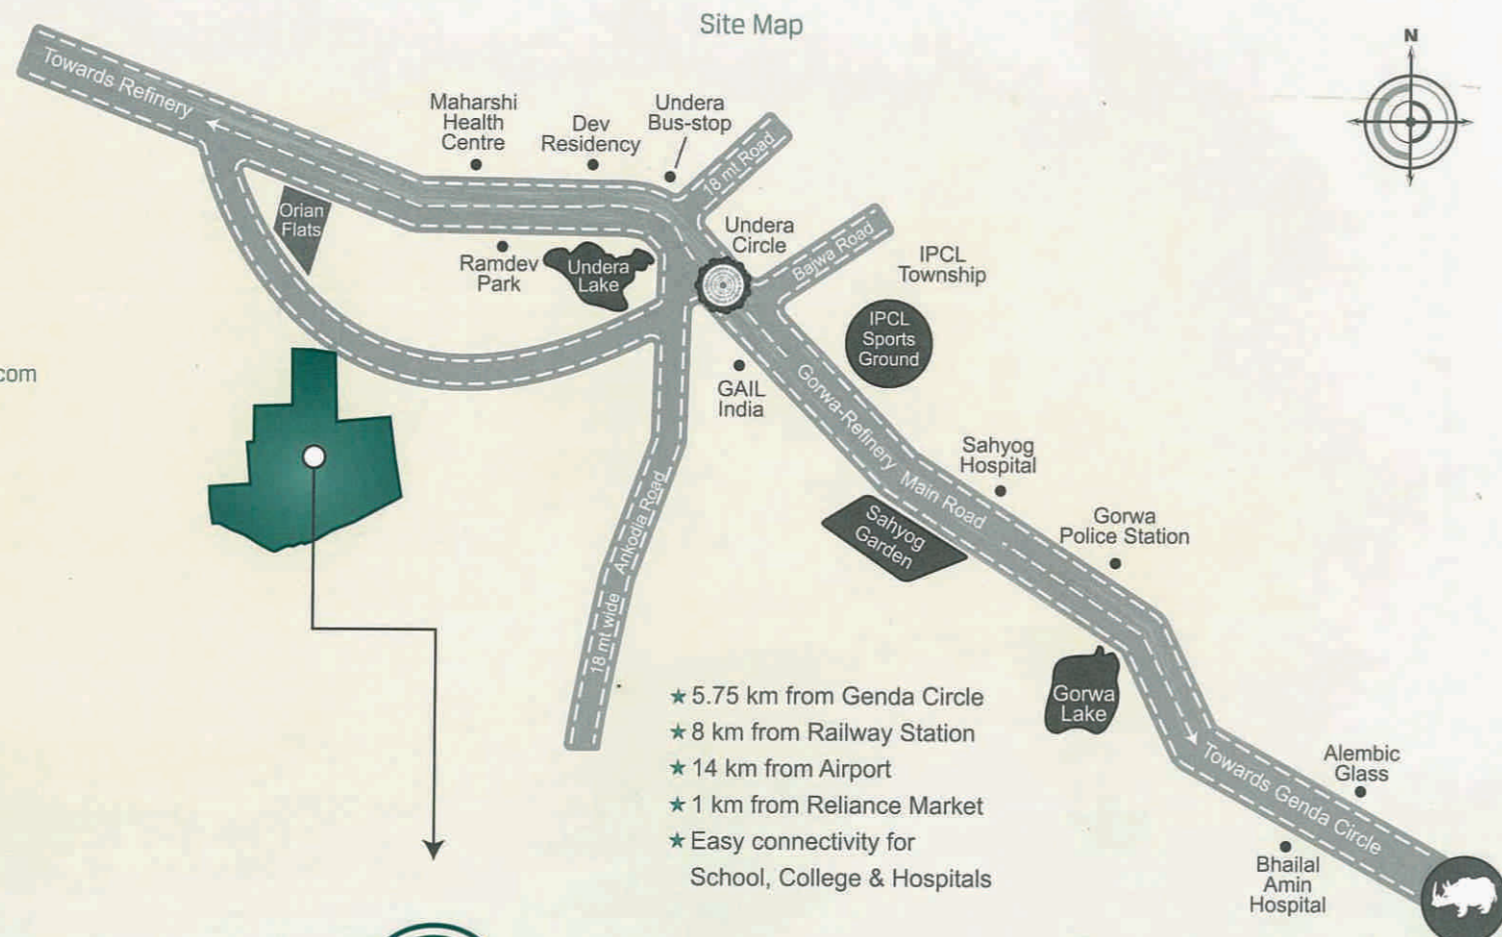 Site Map
N
Towards Refinery
Maharshi
Health
Centre
Dev
Residency
Undera
Bus-stop
18 mt Road
Orian
Flats
Ramdev
Park
Undera
Lake
Undera
Circle
Bajwa Road
IPCL
Township
IPCL
Sports
Ground
com
GAIL
India
Gorwa-Refinery Main Road
Sahyog
Hospital
Sahyog
Garden
Gorwa
Police Station
18 mt wide Ankodia Road
Gorwa
Lake
★ 5.75 km from Genda Circle
★ 8 km from Railway Station
★ 14 km from Airport
★ 1 km from Reliance Market
★ Easy connectivity for
School, College & Hospitals
Towards Genda Circle
Alembic
Glass
Bhailal
Amin
Hospital